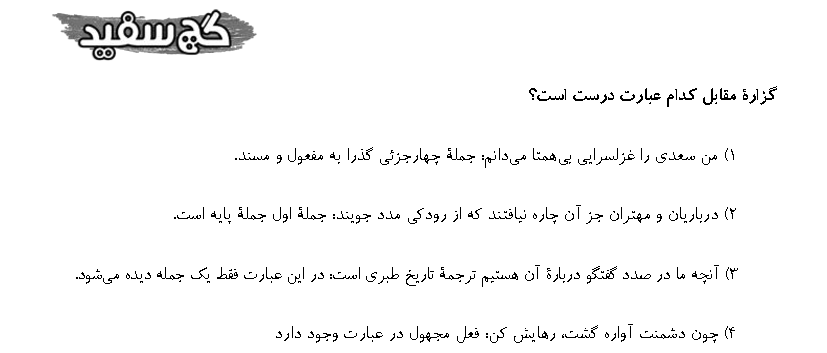 گچ سفید
گزارهٔ مقابل کدام عبارت درست است؟
۱) من سعدی را غزلسرایی بی‌همتا می‌دانم: جملهٔ چهارجزئی گذرا به مفعول و مسند.
۲) درباریان و مهتران جز آن چاره نیافتند که از رودکی مدد جویند: جملهٔ اول جملهٔ پایه است.
۳) آنچه ما در صدد گفتگو دربارهٔ آن هستیم ترجمهٔ تاریخ طبری است: در این عبارت فقط یک جمله دیده می‌شود.
۴) چون دشمنت آواره گشت، رهایش کن: فعل مجهول در عبارت وجود دارد